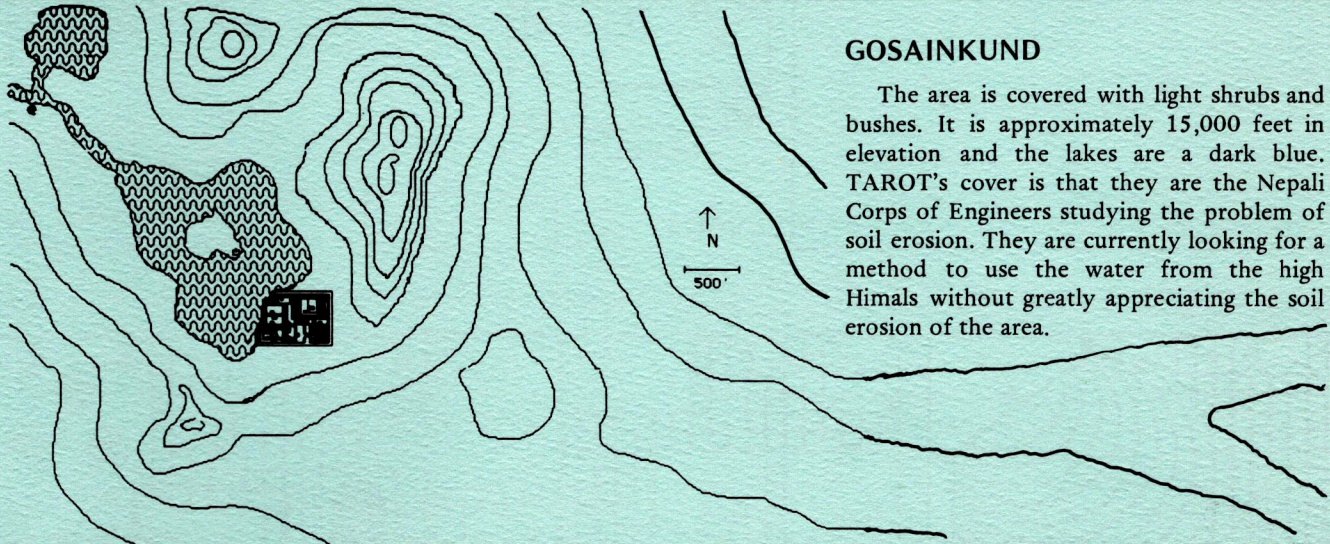 GOSAINKUND
The area is covered with light shrubs and
bushes. It is approximately 15,000 feet in
elevation and the lakes are a dark blue.
TAROT's cover is that they are the Nepali
Corps of Engineers studying the problem of
soil erosion. They are currently looking for a
method to use the water from the high
Himals without greatly appreciating the soil
erosion of the area.
N
500'